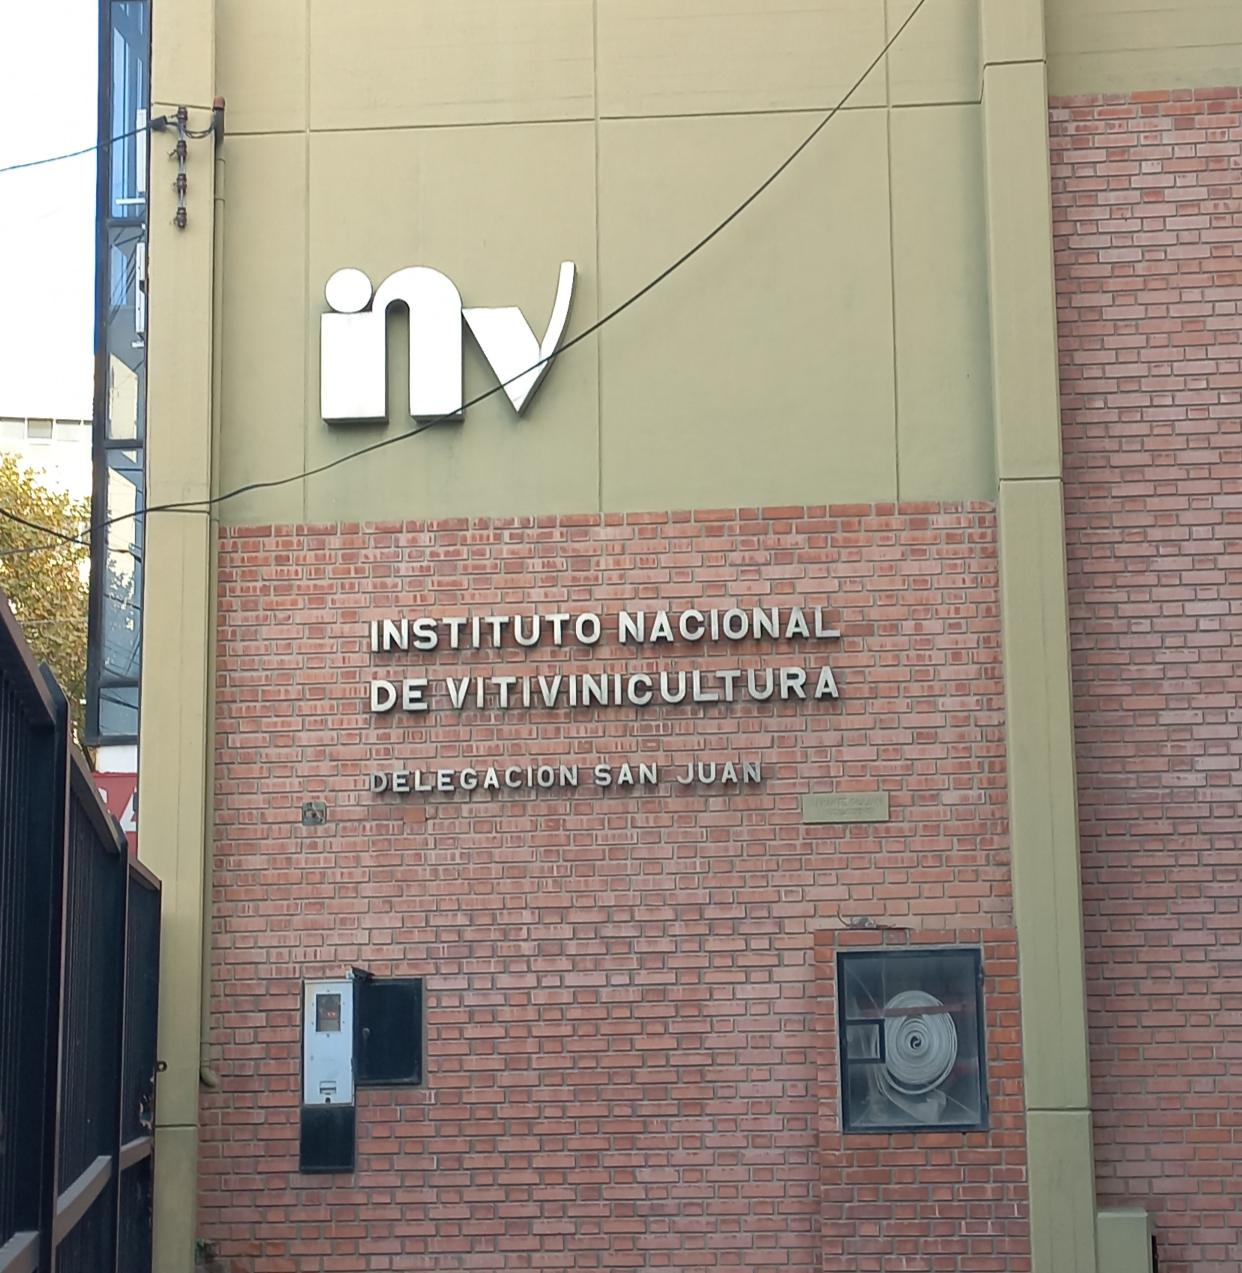 inv
INSTITUTO NACIONAL
DE VITIVINICULTURA
DELEGACION SAN JUAN